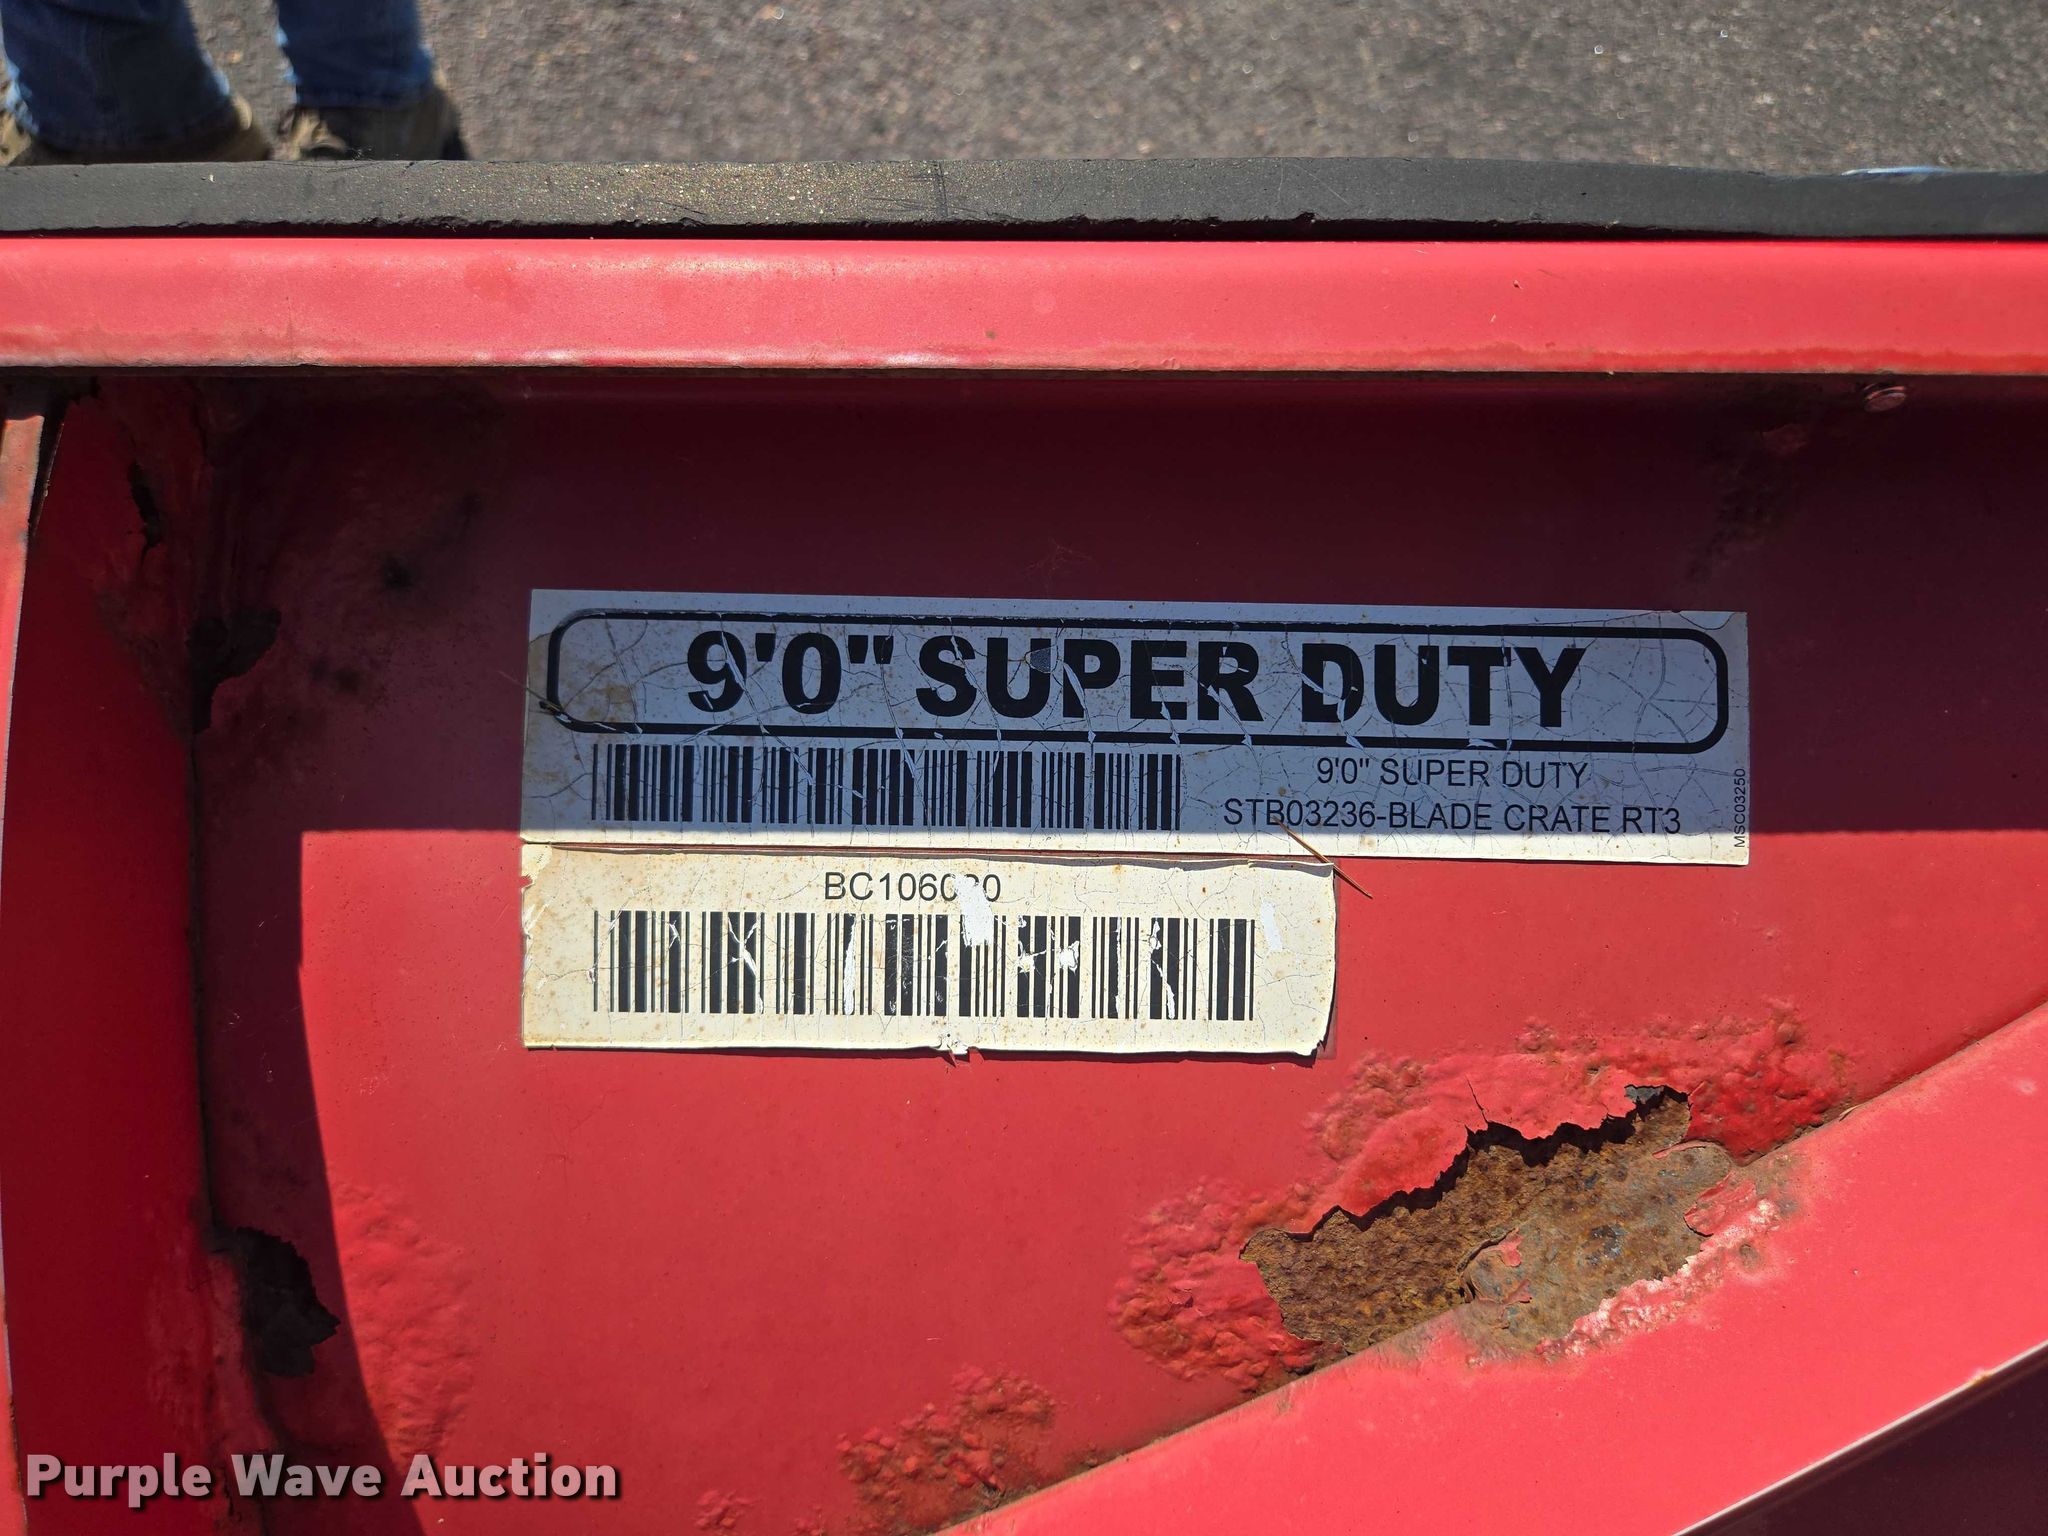 9'0" SUPER DUTY
9'0" SUPER DUTY
STB03236-BLADE CRATE RT3
MSC03250
Purple Wave Auction